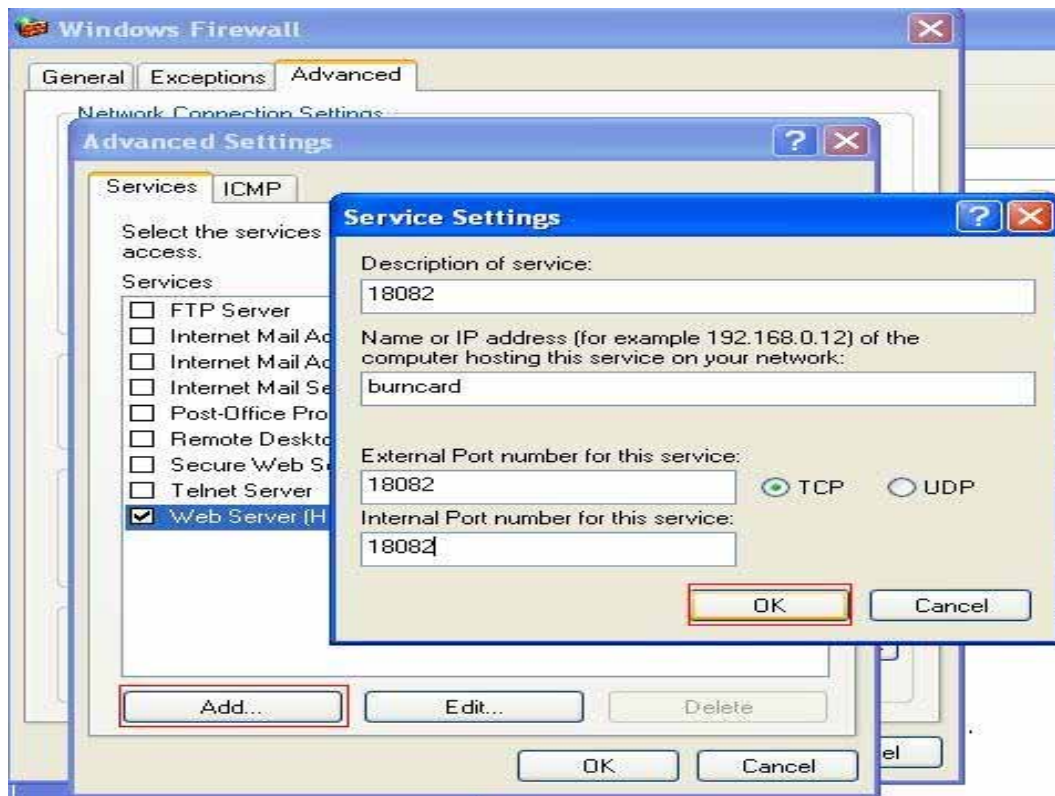 Windows Firewall
General
Exceptions
Advanced
Network Connection Settings
Advanced Settings
Services
ICMP
Select the services
access.
Services
FTP Server
Internet Mail Ac
Internet Mail Ac
Internet Mail Se
Post-Office Pro
Remote Deskto
Secure Web Se
Telnet Server
Web Server (H
Add...
Edit...
Delete
OK
Cancel
el
Service Settings
Description of service:
18082
Name or IP address (for example 192.168.0.12) of the
computer hosting this service on your network:
burncard
External Port number for this service:
18082
TCP
UDP
Internal Port number for this service:
18082
OK
Cancel